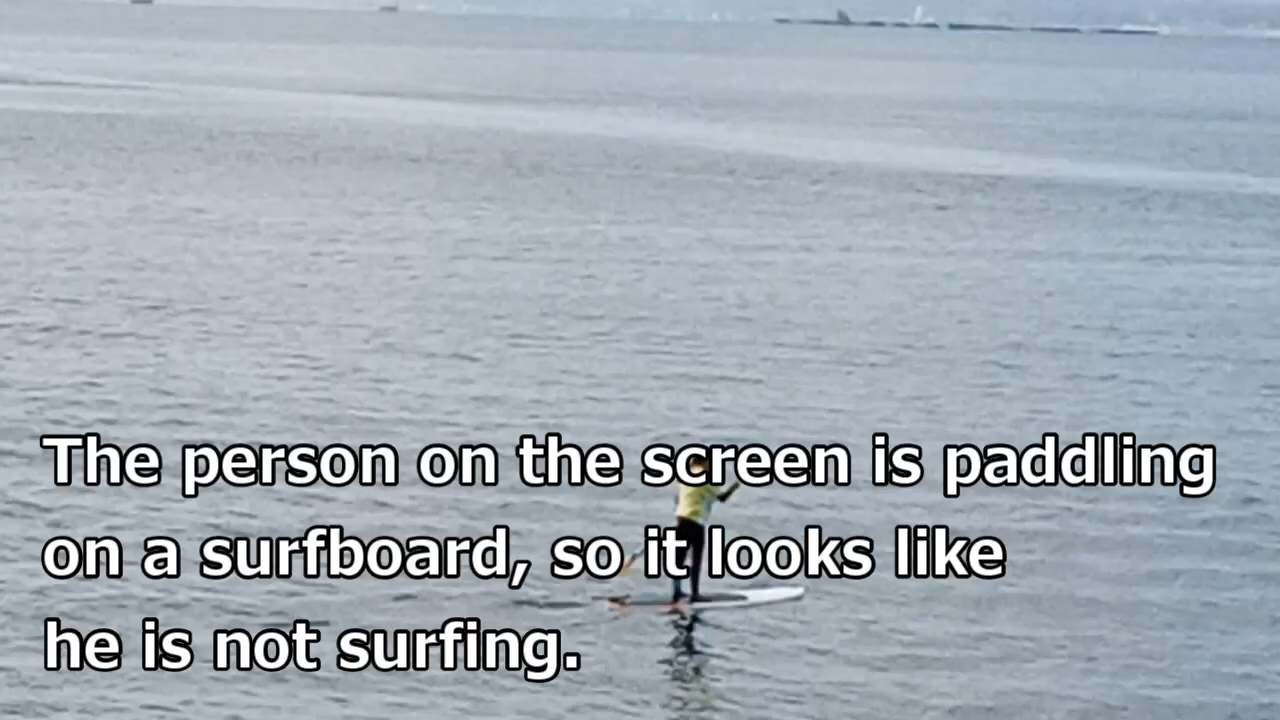 The person on the screen is paddling
on a surfboard, so it looks like
he is not surfing.